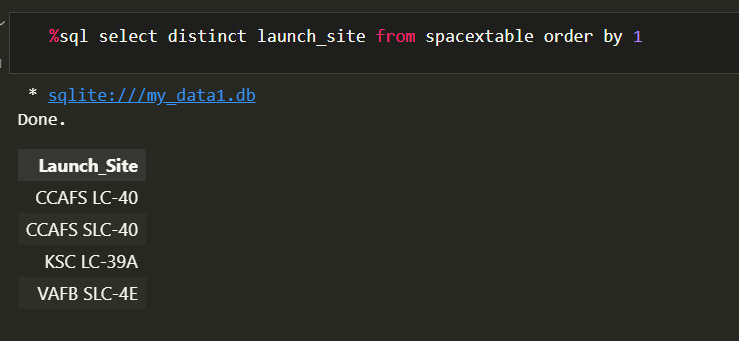 %sql select distinct launch_site from spacextable order by 1
* sqlite:///my_data1.db
Done.
Launch_Site
CCAFS LC-40
CCAFS SLC-40
KSC LC-39A
VAFB SLC-4E